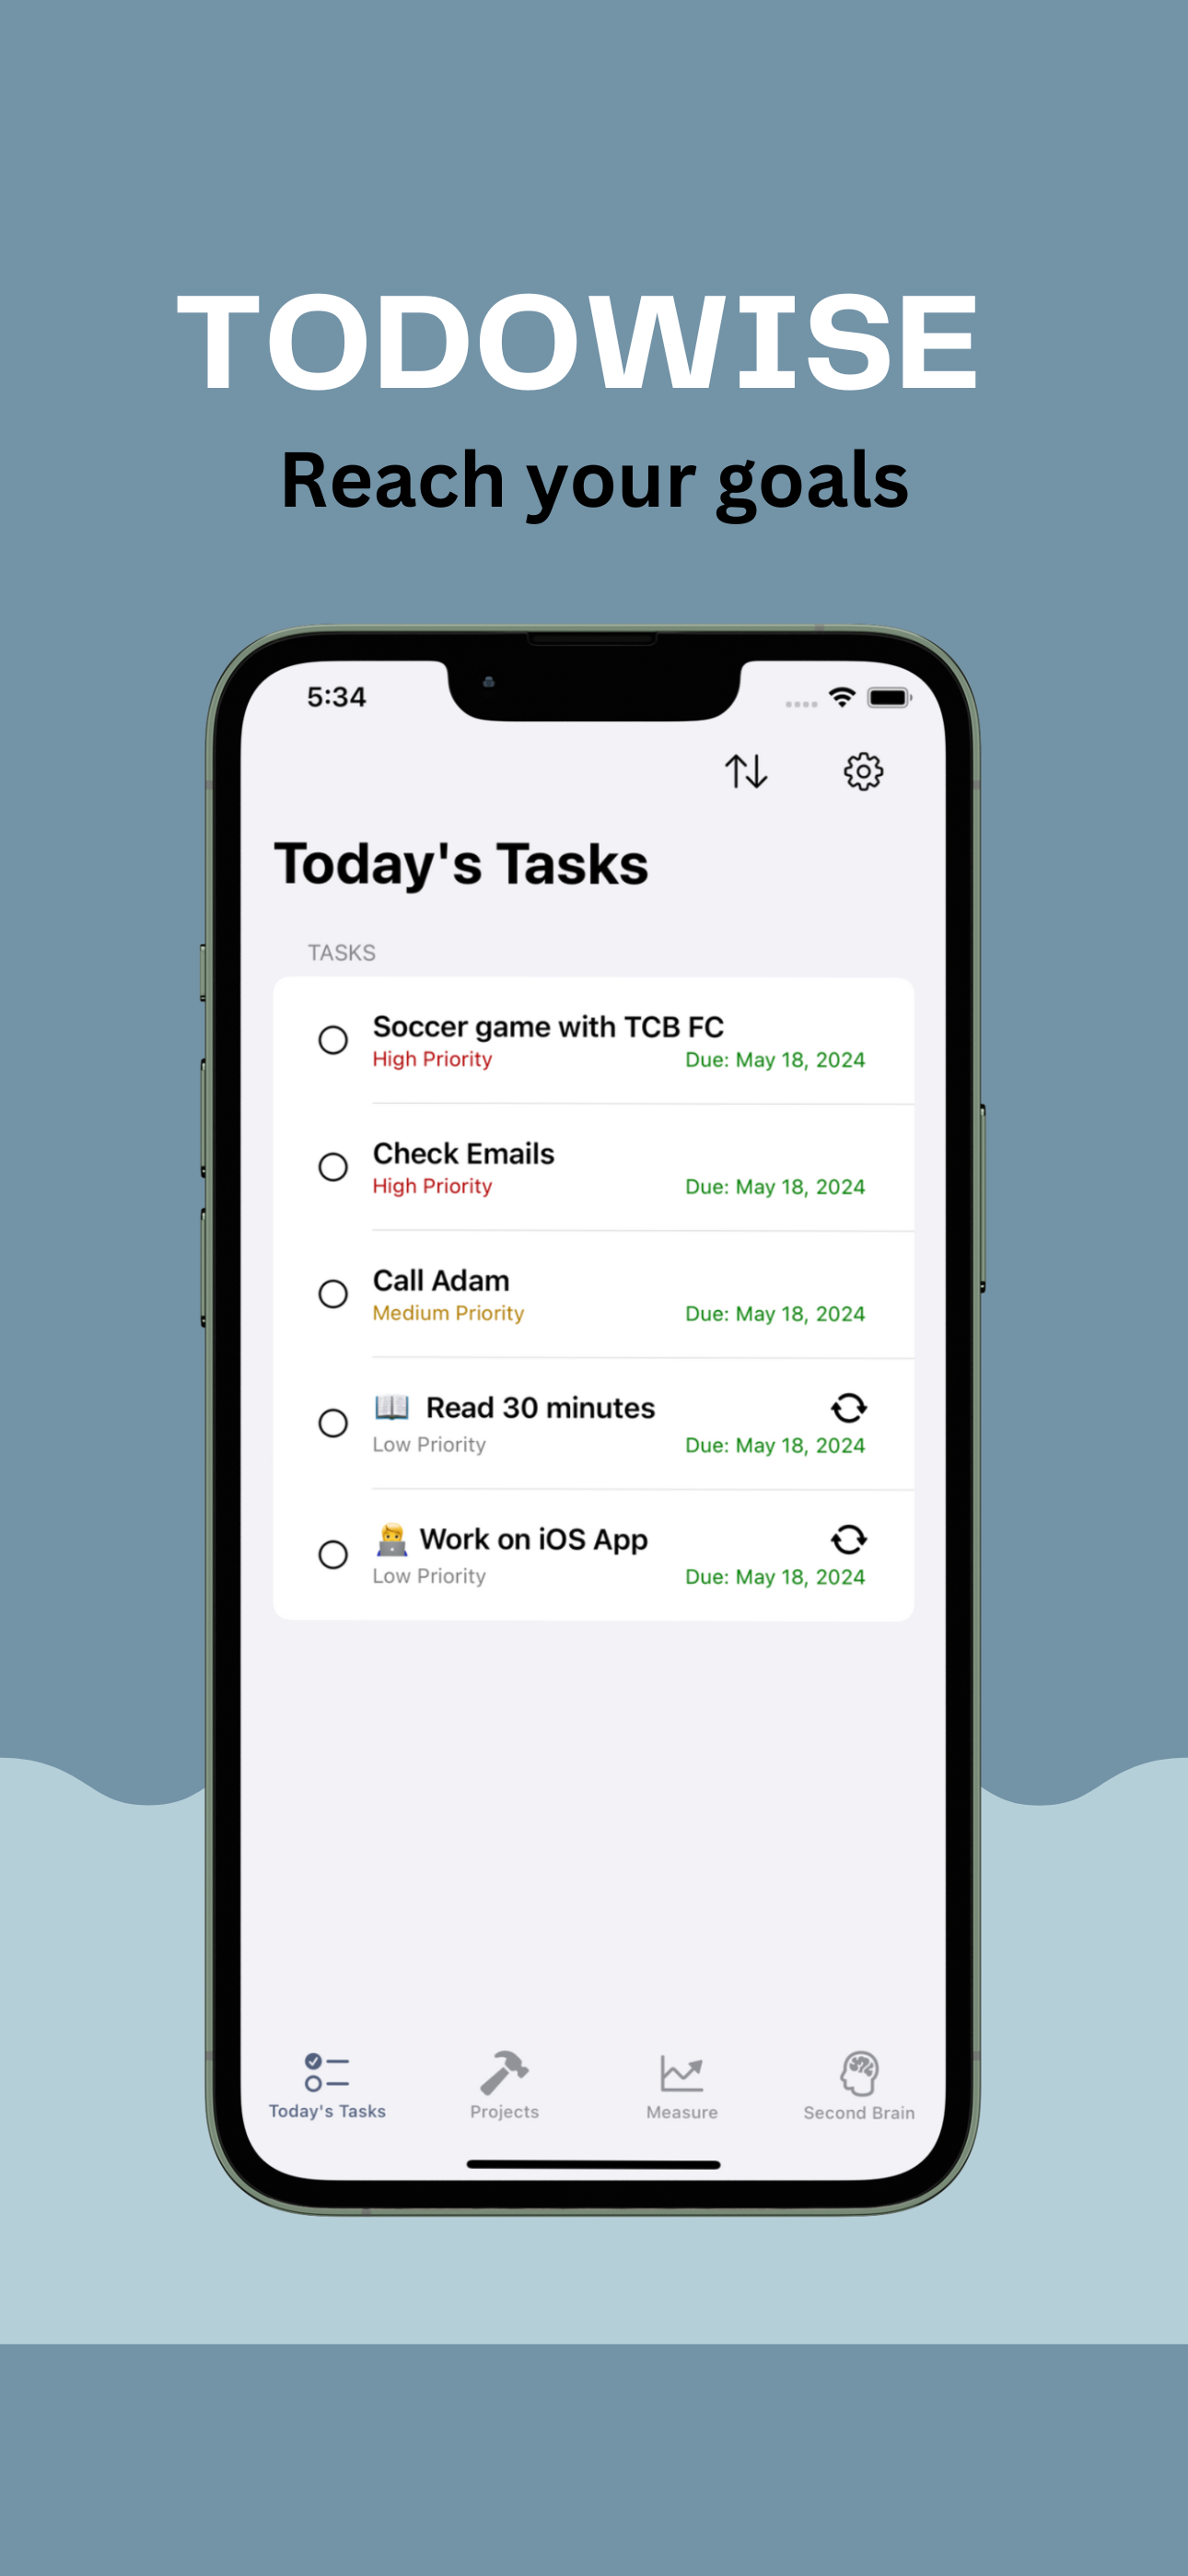 TODOWISE
Reach your goals
5:34
Today's Tasks
TASKS
Soccer game with TCB FC
High Priority Due: May 18, 2024
Check Emails
High Priority Due: May 18, 2024
Call Adam
Medium Priority Due: May 18, 2024
📖 Read 30 minutes
Low Priority Due: May 18, 2024
🧑‍💻 Work on iOS App
Low Priority Due: May 18, 2024
Today's Tasks Projects Measure Second Brain